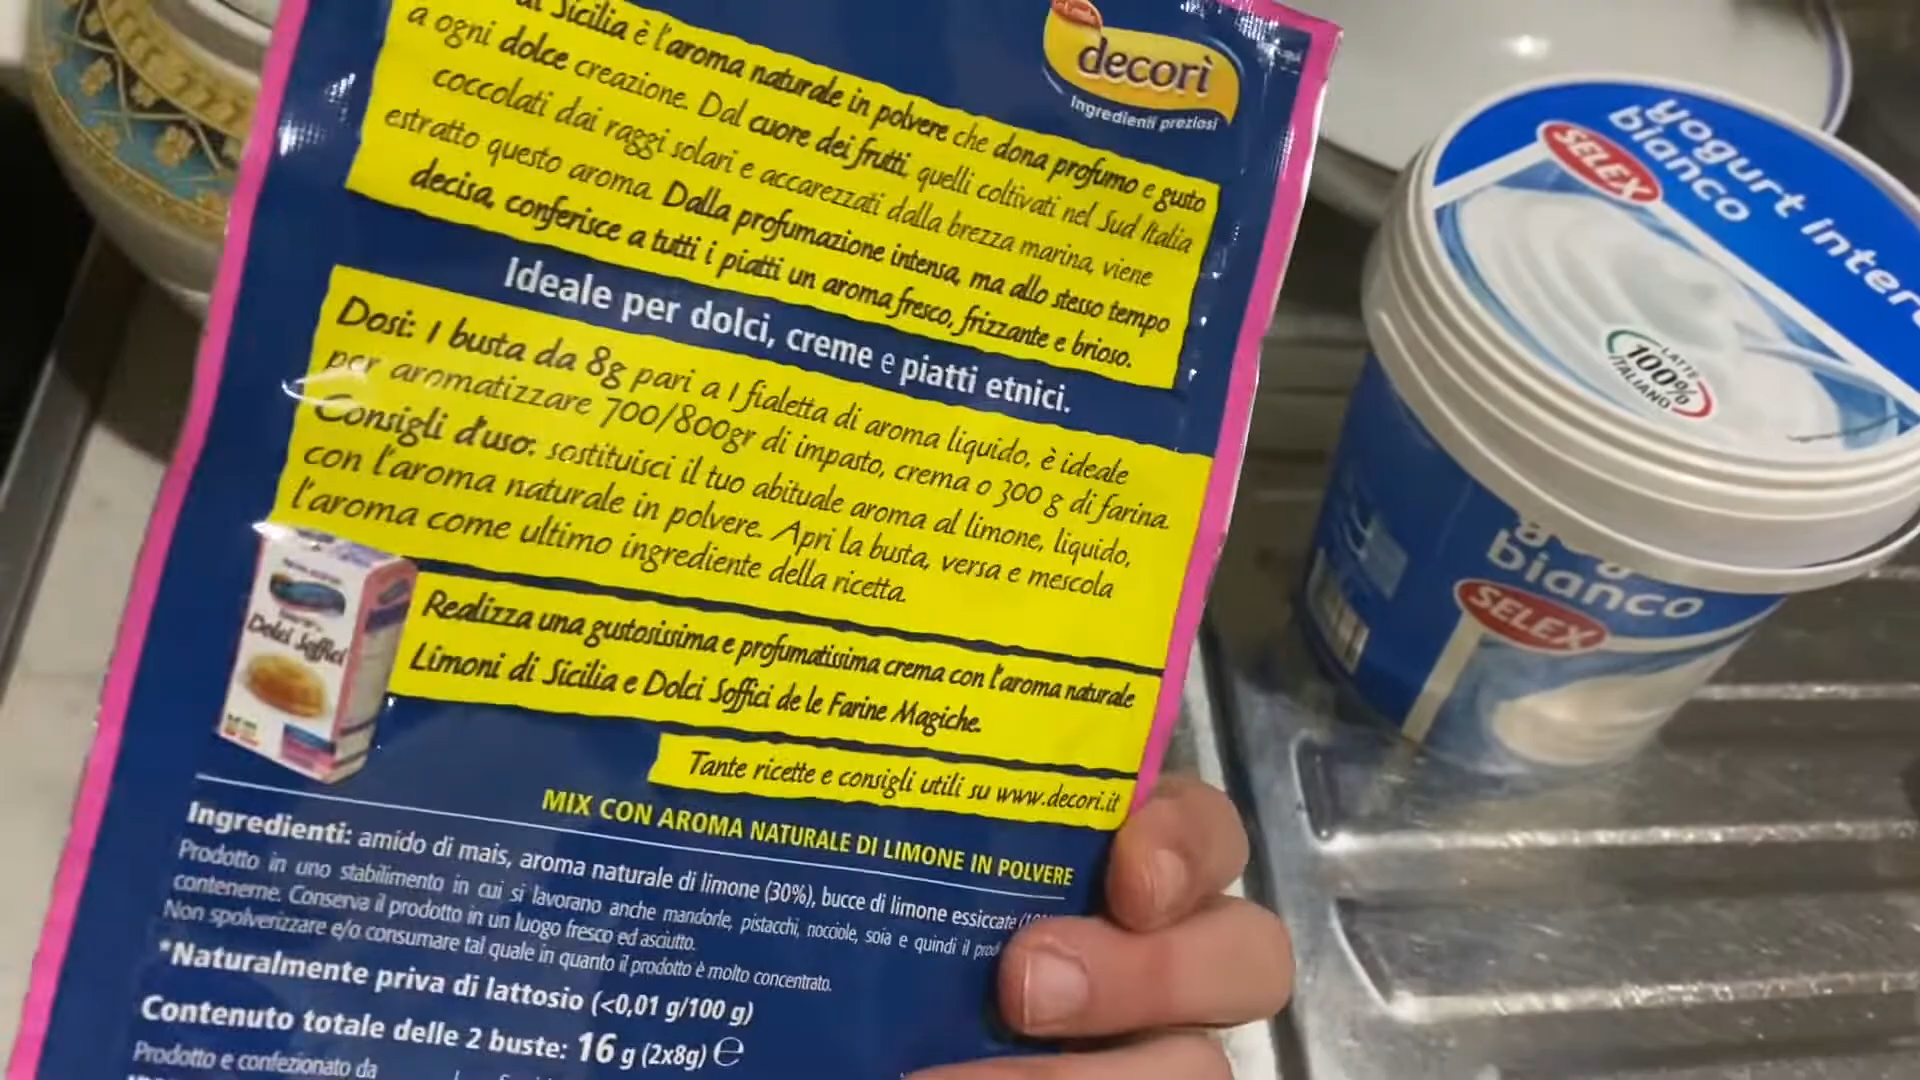 di Sicilia è l'aroma naturale in polvere che dona profumo e gusto
a ogni dolce creazione. Dal cuore dei frutti, quelli coltivati nel Sud Italia
coccolati dai raggi solari e accarezzati dalla brezza marina, viene
estratto questo aroma. Dalla profumazione intensa, ma allo stesso tempo
decisa, conferisce a tutti i piatti un aroma fresco, frizzante e brioso.
decorì
Ingredienti preziosi
Ideale per dolci, creme e piatti etnici.
Dosi: 1 busta da 8g pari a 1 fialetta di aroma liquido, è ideale
per aromatizzare 700/800gr di impasto, crema o 300 g di farina.
Consigli d'uso: sostituisci il tuo abituale aroma al limone, liquido,
con l'aroma naturale in polvere. Apri la busta, versa e mescola
l'aroma come ultimo ingrediente della ricetta.
Dolci Soffici
Realizza una gustosissima e profumatissima crema con l'aroma naturale
Limoni di Sicilia e Dolci Soffici de le Farine Magiche.
Tante ricette e consigli utili su www.decori.it
MIX CON AROMA NATURALE DI LIMONE IN POLVERE
Ingredienti: amido di mais, aroma naturale di limone (30%), bucce di limone essiccate
Prodotto in uno stabilimento in cui si lavorano anche mandorle, pistacchi, nocciole, soia e quindi il prod
contenerne. Conserva il prodotto in un luogo fresco ed asciutto.
Non spolverizzare e/o consumare tal quale in quanto il prodotto è molto concentrato.
*Naturalmente priva di lattosio (<0,01 g/100 g)
Contenuto totale delle 2 buste: 16 g (2x8g) ℮
Prodotto e confezionato da
yogurt inter
bianco
SELEX
LATTE
100%
ITALIANO
bianco
SELEX